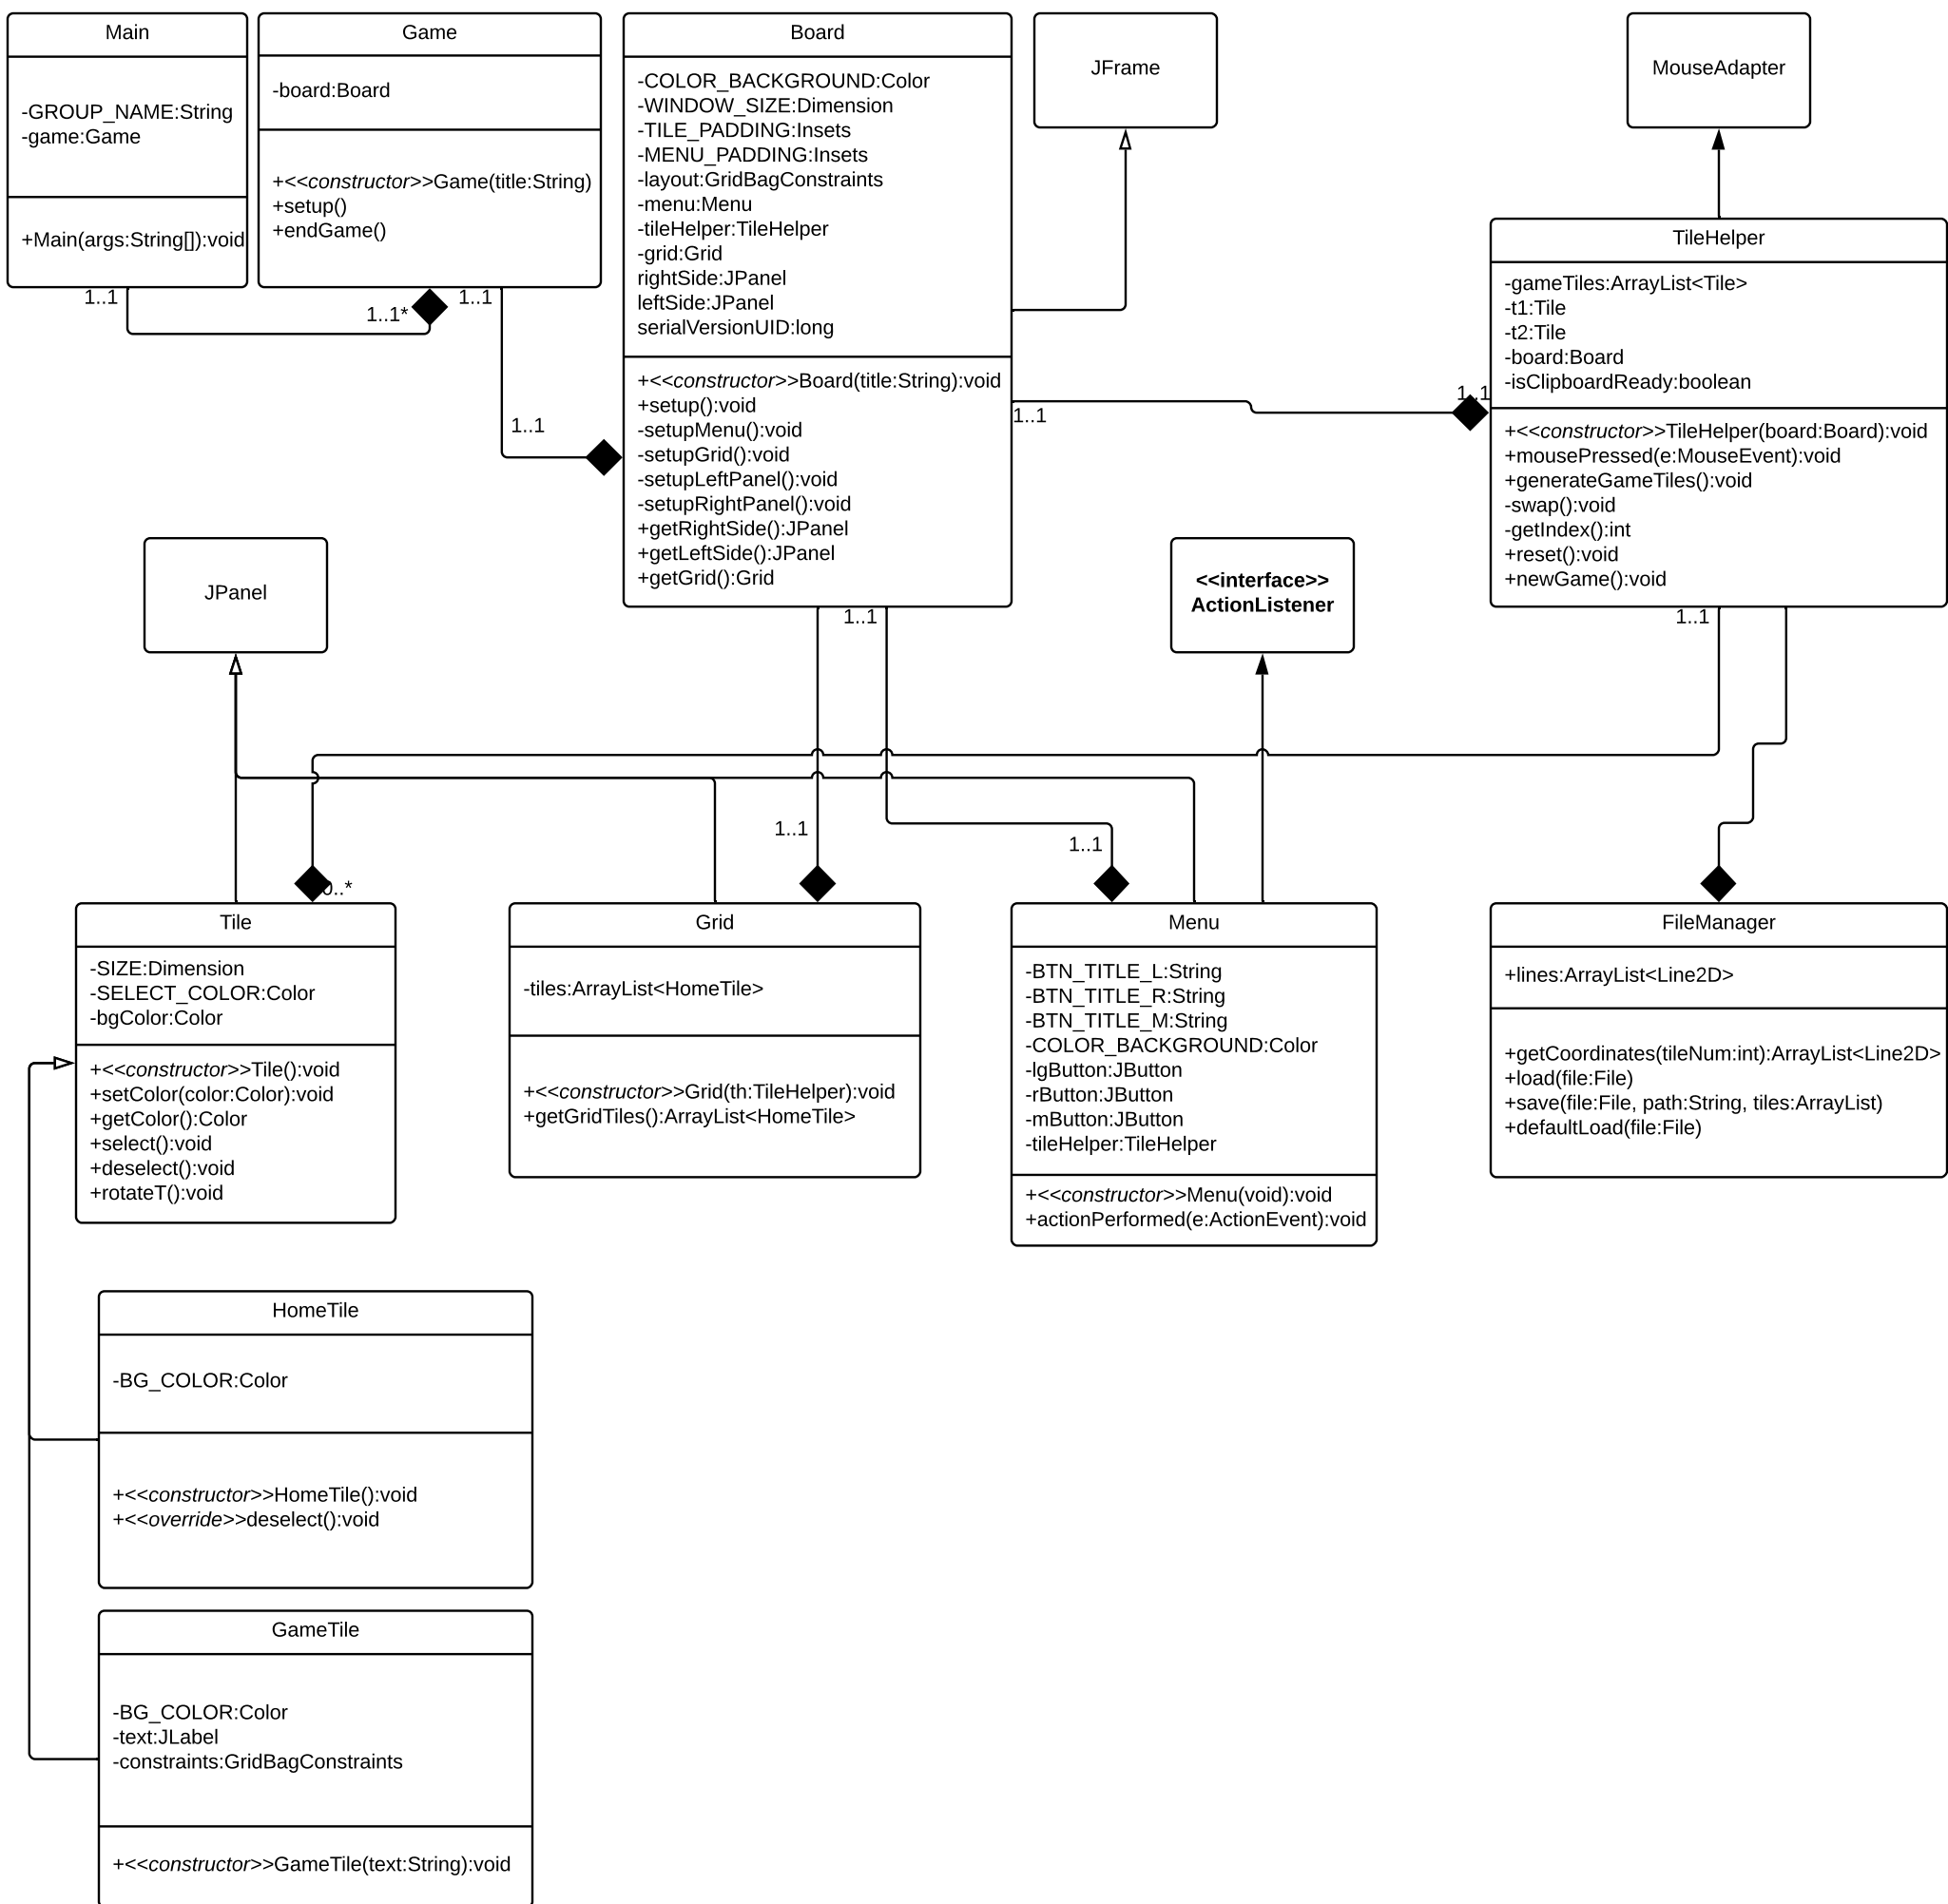 Main
-GROUP_NAME:String
-game:Game
+Main(args:String[]):void
Game
-board:Board
+<<constructor>>Game(title:String)
+setup()
+endGame()
Board
-COLOR_BACKGROUND:Color
-WINDOW_SIZE:Dimension
-TILE_PADDING:Insets
-MENU_PADDING:Insets
-layout:GridBagConstraints
-menu:Menu
-tileHelper:TileHelper
-grid:Grid
rightSide:JPanel
leftSide:JPanel
serialVersionUID:long
+<<constructor>>Board(title:String):void
+setup():void
-setupMenu():void
-setupGrid():void
-setupLeftPanel():void
-setupRightPanel():void
+getRightSide():JPanel
+getLeftSide():JPanel
+getGrid():Grid
JFrame
MouseAdapter
TileHelper
-gameTiles:ArrayList<Tile>
-t1:Tile
-t2:Tile
-board:Board
-isClipboardReady:boolean
+<<constructor>>TileHelper(board:Board):void
+mousePressed(e:MouseEvent):void
+generateGameTiles():void
-swap():void
-getIndex():int
+reset():void
+newGame():void
1..1
1..1*
1..1
1..1
1..1
1..1
JPanel
<<interface>>
ActionListener
1..1
1..1
1..1
1..1
0..*
Tile
-SIZE:Dimension
-SELECT_COLOR:Color
-bgColor:Color
+<<constructor>>Tile():void
+setColor(color:Color):void
+getColor():Color
+select():void
+deselect():void
+rotateT():void
Grid
-tiles:ArrayList<HomeTile>
+<<constructor>>Grid(th:TileHelper):void
+getGridTiles():ArrayList<HomeTile>
Menu
-BTN_TITLE_L:String
-BTN_TITLE_R:String
-BTN_TITLE_M:String
-COLOR_BACKGROUND:Color
-lgButton:JButton
-rButton:JButton
-mButton:JButton
-tileHelper:TileHelper
+<<constructor>>Menu(void):void
+actionPerformed(e:ActionEvent):void
FileManager
+lines:ArrayList<Line2D>
+getCoordinates(tileNum:int):ArrayList<Line2D>
+load(file:File)
+save(file:File, path:String, tiles:ArrayList)
+defaultLoad(file:File)
HomeTile
-BG_COLOR:Color
+<<constructor>>HomeTile():void
+<<override>>deselect():void
GameTile
-BG_COLOR:Color
-text:JLabel
-constraints:GridBagConstraints
+<<constructor>>GameTile(text:String):void